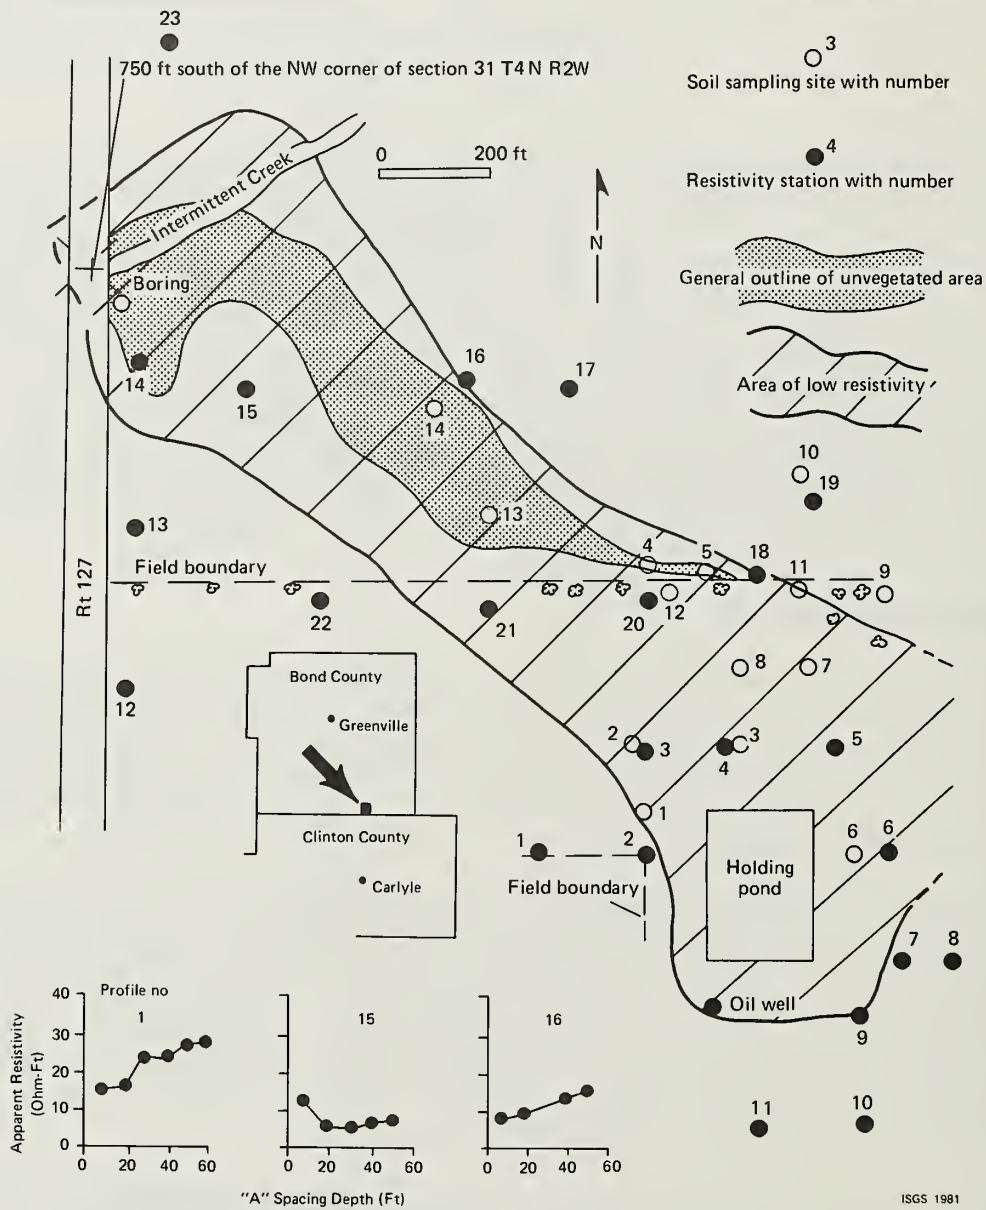 23
750 ft south of the NW corner of section 31 T4N R2W
3
Soil sampling site with number
4
Resistivity station with number
General outline of unvegetated area
Area of low resistivity
0 200 ft
N
Intermittent Creek
Boring
14
15
16
17
14
13
10
19
13
Field boundary
Rt 127
4
5
18
11
9
22
21
20
12
12
8
7
2
3
4
3
5
1
1
2
Field boundary
6
6
Holding
pond
7
8
Oil well
9
11
10
Bond County
Greenville
Clinton County
Carlyle
Profile no
1
15
16
Apparent Resistivity
(Ohm-Ft)
40
30
20
10
0
0 20 40 60
0 20 40 60
0 20 40 60
"A" Spacing Depth (Ft)
ISGS 1981